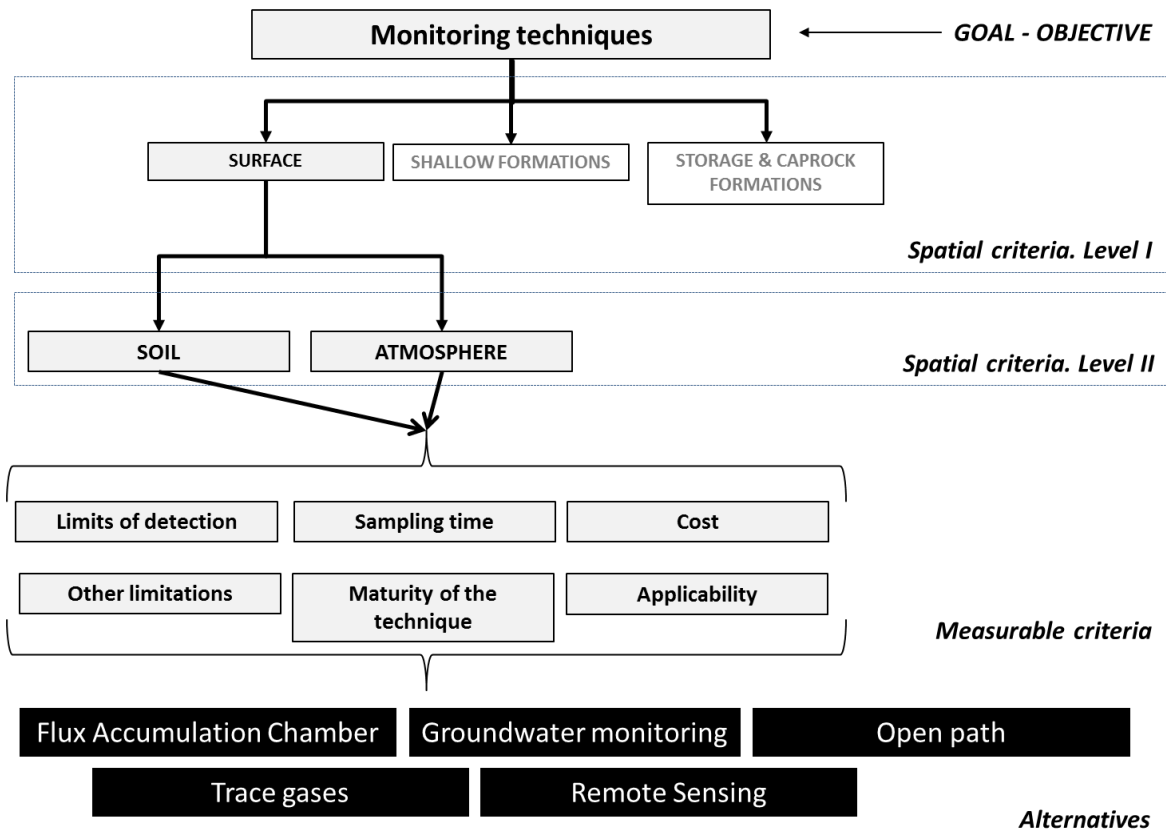 Monitoring techniques
GOAL - OBJECTIVE
SURFACE
SHALLOW FORMATIONS
STORAGE & CAPROCK
FORMATIONS
Spatial criteria. Level I
SOIL
ATMOSPHERE
Spatial criteria. Level II
Limits of detection
Sampling time
Cost
Other limitations
Maturity of the
technique
Applicability
Measurable criteria
Flux Accumulation Chamber
Groundwater monitoring
Open path
Trace gases
Remote Sensing
Alternatives